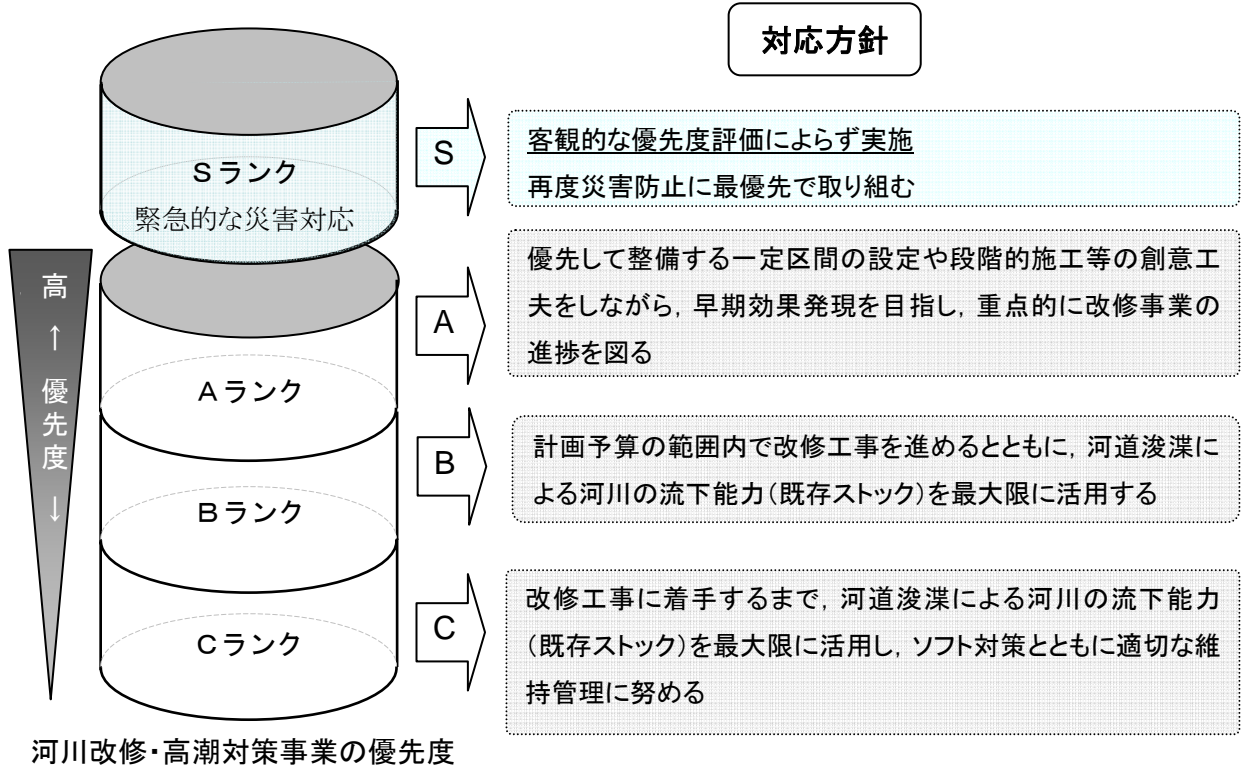 対応方針
Sランク
緊急的な災害対応
S
客観的な優先度評価によらず実施
再度災害防止に最優先で取り組む
高
↑
優
先
度
↓
Aランク
A
優先して整備する一定区間の設定や段階的施工等の創意工
夫をしながら，早期効果発現を目指し，重点的に改修事業の
進捗を図る
Bランク
B
計画予算の範囲内で改修工事を進めるとともに，河道浚渫に
よる河川の流下能力（既存ストック）を最大限に活用する
Cランク
C
改修工事に着手するまで，河道浚渫による河川の流下能力
（既存ストック）を最大限に活用し，ソフト対策とともに適切な維
持管理に努める
河川改修・高潮対策事業の優先度